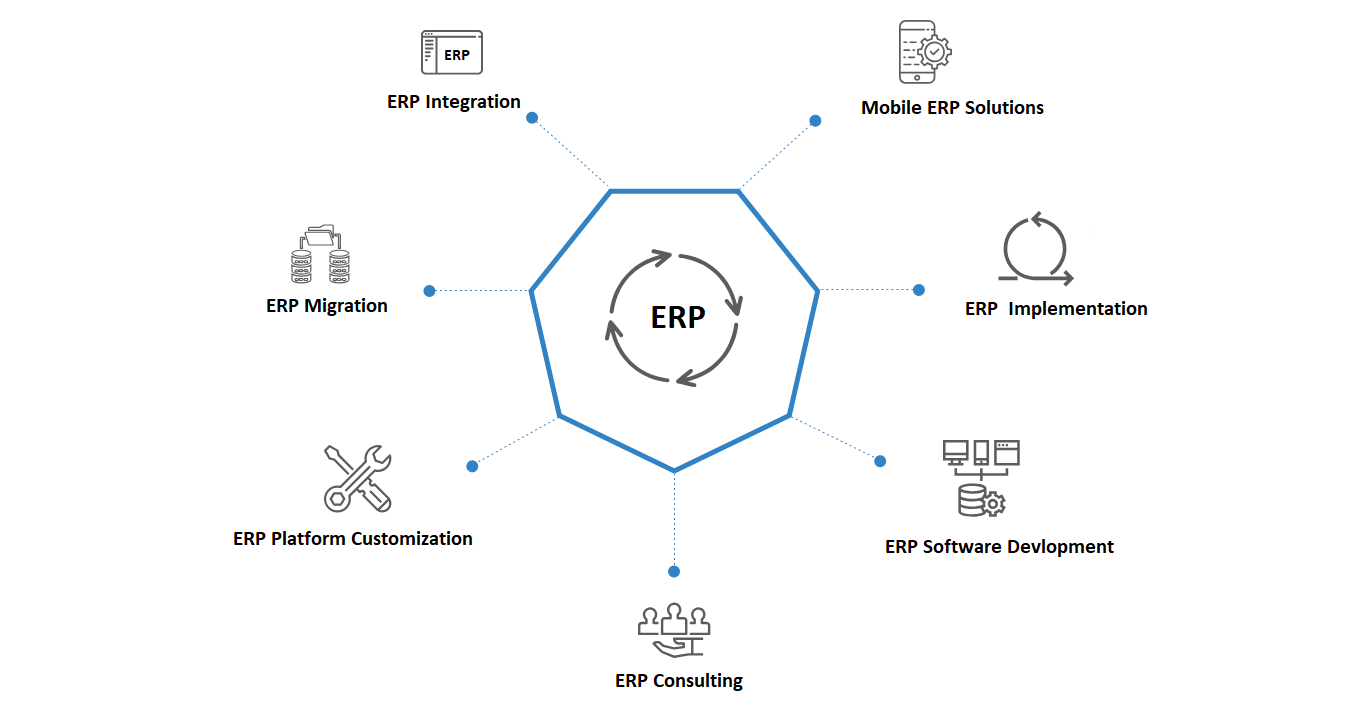 ERP
ERP Integration
Mobile ERP Solutions
ERP Migration
ERP  Implementation
ERP
ERP Platform Customization
ERP Software Devlopment
ERP Consulting